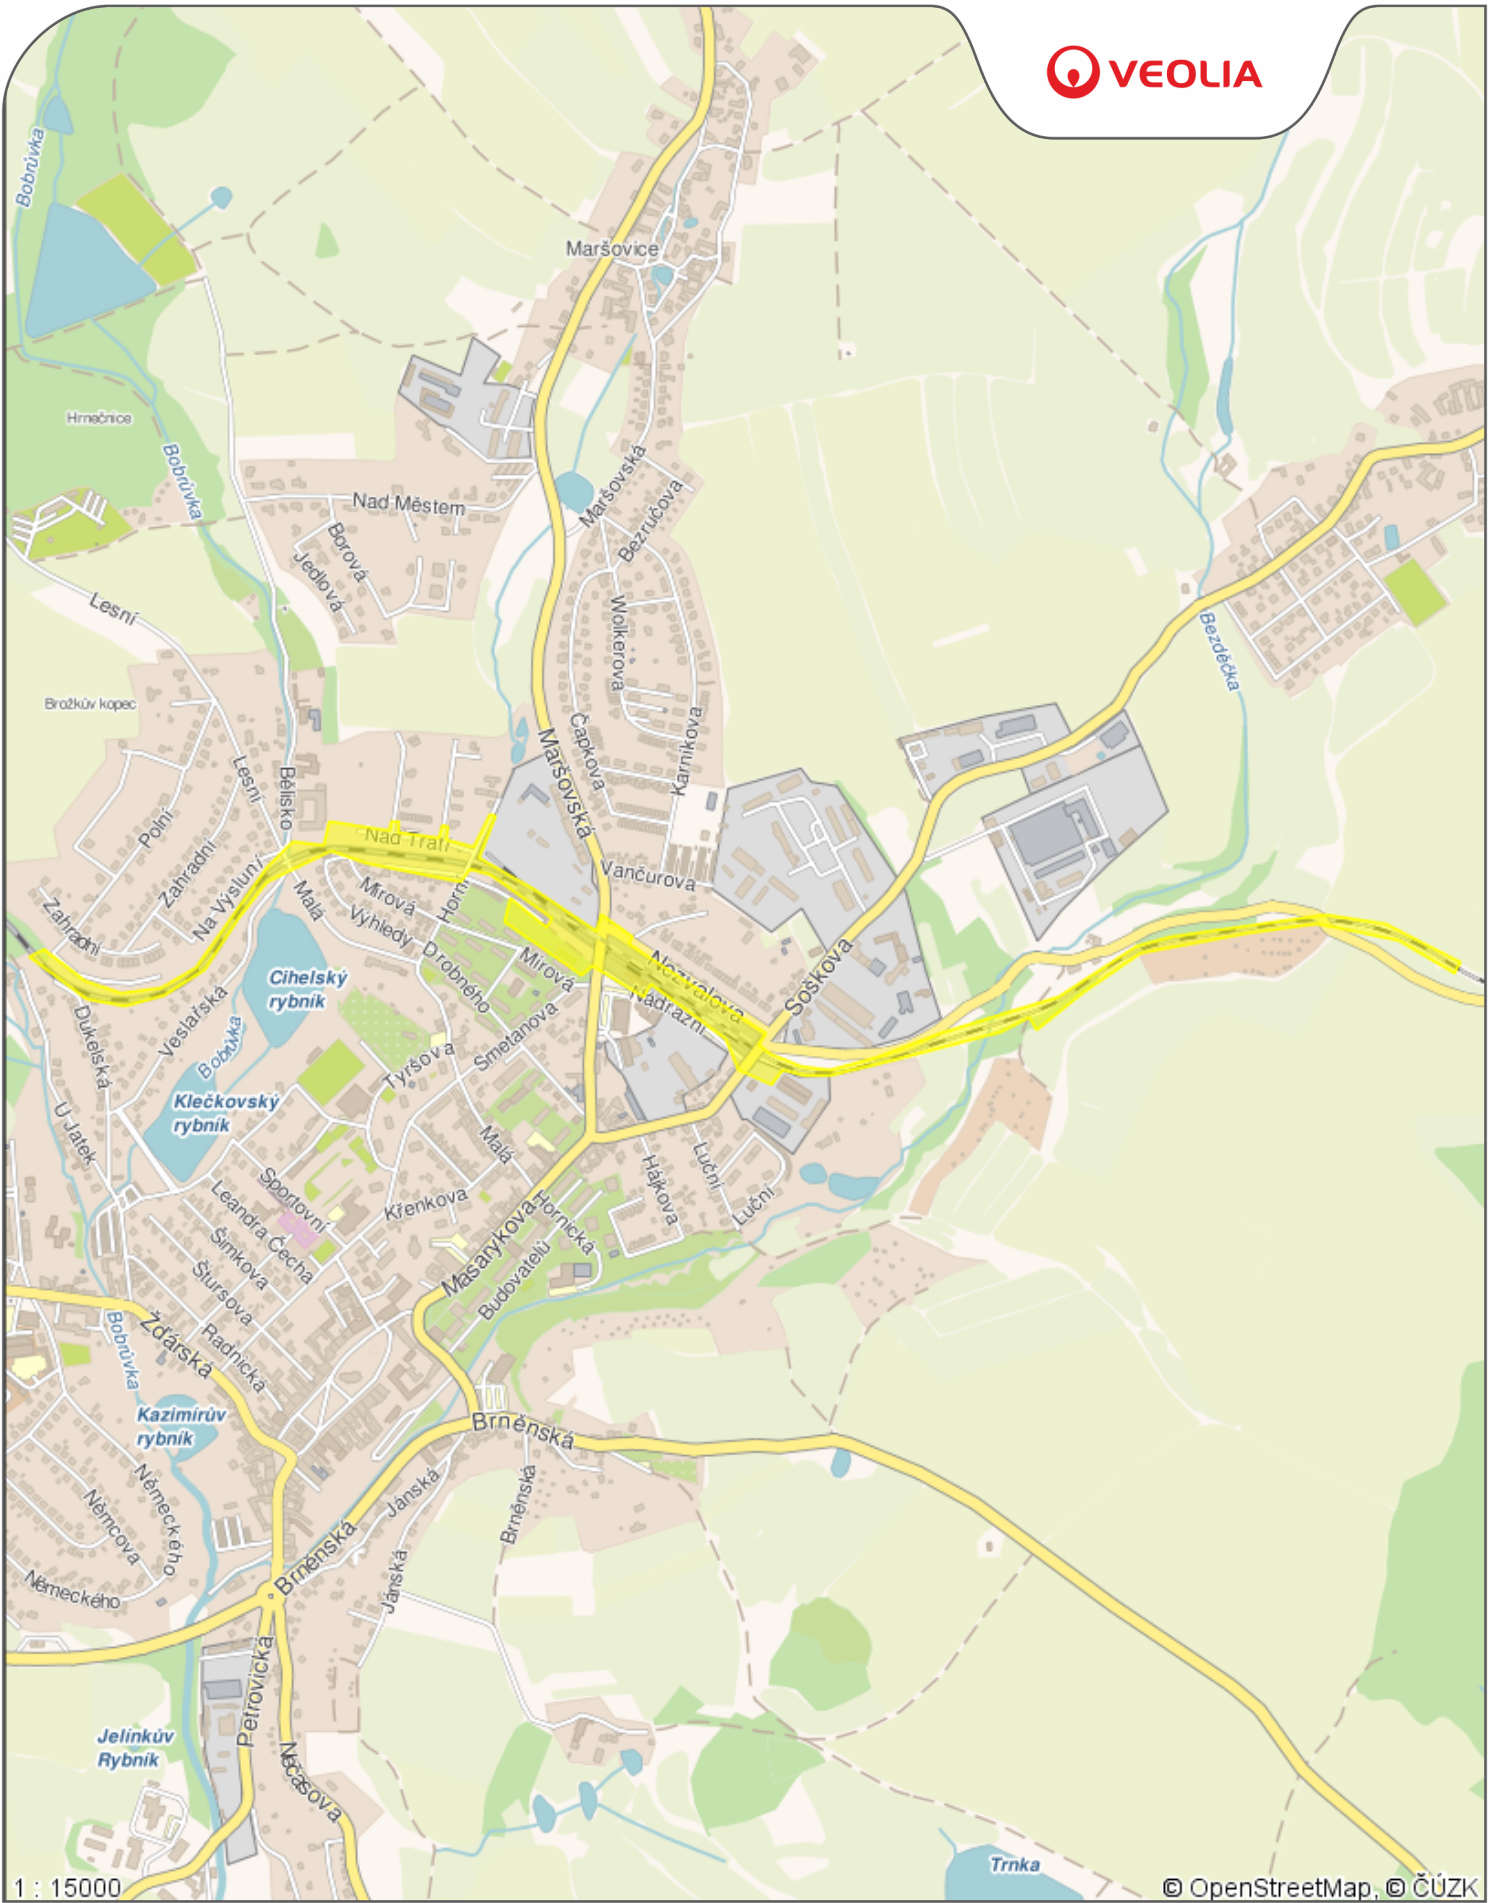 VEOLIA
Bobrůvka
Maršovice
Hrnečnice
Bobrůvka
Nad Městem
Maršovská
Bezručova
Borová
Jedlová
Lesní
Wolkerova
Bezděčka
Brožkův kopec
Čapkova
Karníkova
Maršovská
Lesní
Bělisko
Polní
Nad Tratí
Zahradní
Vančurova
Mírová
Horní
Na Výsluní
Malá
Výhledy
Zahradní
Drobného
Mírová
Nezvalova
Soškova
Cihelský
rybník
Nádražní
Veslařská
Dukelská
Bobrůvka
Smetanova
Tyršova
Klečkovský
rybník
U Jatek
Malá
Luční
Hájkova
Sportovní
Leandra Čecha
Křenkova
Hornická
Luční
Masarykova
Šimkova
Budovatelů
Štursova
Bobrůvka
Žďárská
Radnická
Kazimírův
rybník
Brněnská
Německého
Jánská
Brněnská
Němcova
Brněnská
Německého
Jánská
Petrovická
Jelínkův
Rybník
Nečasova
Trnka
1 : 15000
© OpenStreetMap, © ČÚZK